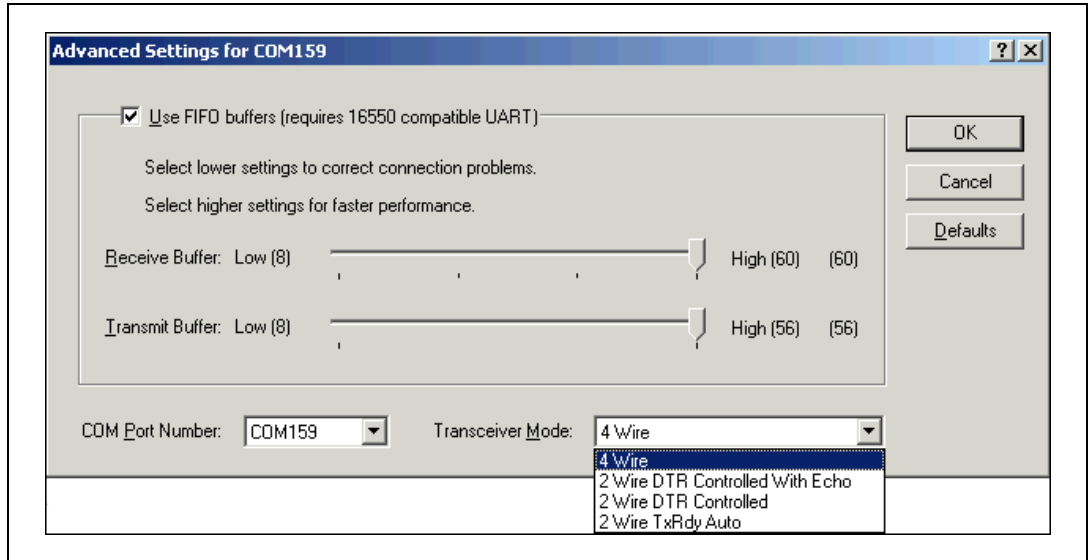 Advanced Settings for COM159
Use FIFO buffers (requires 16550 compatible UART)
OK
Select lower settings to correct connection problems.
Cancel
Select higher settings for faster performance.
Defaults
Receive Buffer: Low (8) High (60) (60)
Transmit Buffer: Low (8) High (56) (56)
COM Port Number: COM159 Transceiver Mode: 4 Wire
4 Wire
2 Wire DTR Controlled With Echo
2 Wire DTR Controlled
2 Wire TxRdy Auto